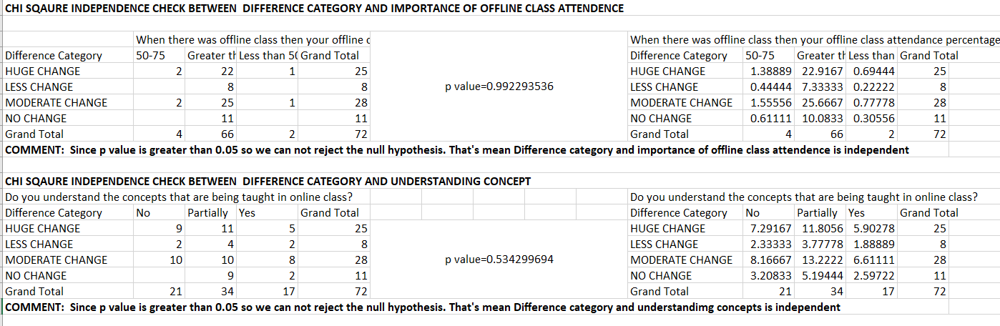 CHI SQAURE INDEPENDENCE CHECK BETWEEN DIFFERENCE CATEGORY AND IMPORTANCE OF OFFLINE CLASS ATTENDENCE
When there was offline class then your offline c When there was offline class then your offline class attendance percentage
Difference Category 50-75 Greater th Less than 50 Grand Total Difference Category 50-75 Greater th Less than Grand Total
HUGE CHANGE 2 22 1 25 HUGE CHANGE 1.38889 22.9167 0.69444 25
LESS CHANGE 8 8 p value=0.992293536 LESS CHANGE 0.44444 7.33333 0.22222 8
MODERATE CHANGE 2 25 1 28 MODERATE CHANGE 1.55556 25.6667 0.77778 28
NO CHANGE 11 11 NO CHANGE 0.61111 10.0833 0.30556 11
Grand Total 4 66 2 72 Grand Total 4 66 2 72
COMMENT: Since p value is greater than 0.05 so we can not reject the null hypothesis. That's mean Difference category and importance of offline class attendence is independent
CHI SQAURE INDEPENDENCE CHECK BETWEEN DIFFERENCE CATEGORY AND UNDERSTANDING CONCEPT
Do you understand the concepts that are being taught in online class? Do you understand the concepts that are being taught in online class?
Difference Category No Partially Yes Grand Total Difference Category No Partially Yes Grand Total
HUGE CHANGE 9 11 5 25 HUGE CHANGE 7.29167 11.8056 5.90278 25
LESS CHANGE 2 4 2 8 LESS CHANGE 2.33333 3.77778 1.88889 8
MODERATE CHANGE 10 10 8 28 p value=0.534299694 MODERATE CHANGE 8.16667 13.2222 6.61111 28
NO CHANGE 9 2 11 NO CHANGE 3.20833 5.19444 2.59722 11
Grand Total 21 34 17 72 Grand Total 21 34 17 72
COMMENT: Since p value is greater than 0.05 so we can not reject the null hypothesis. That's mean Difference category and understandimg concepts is independent